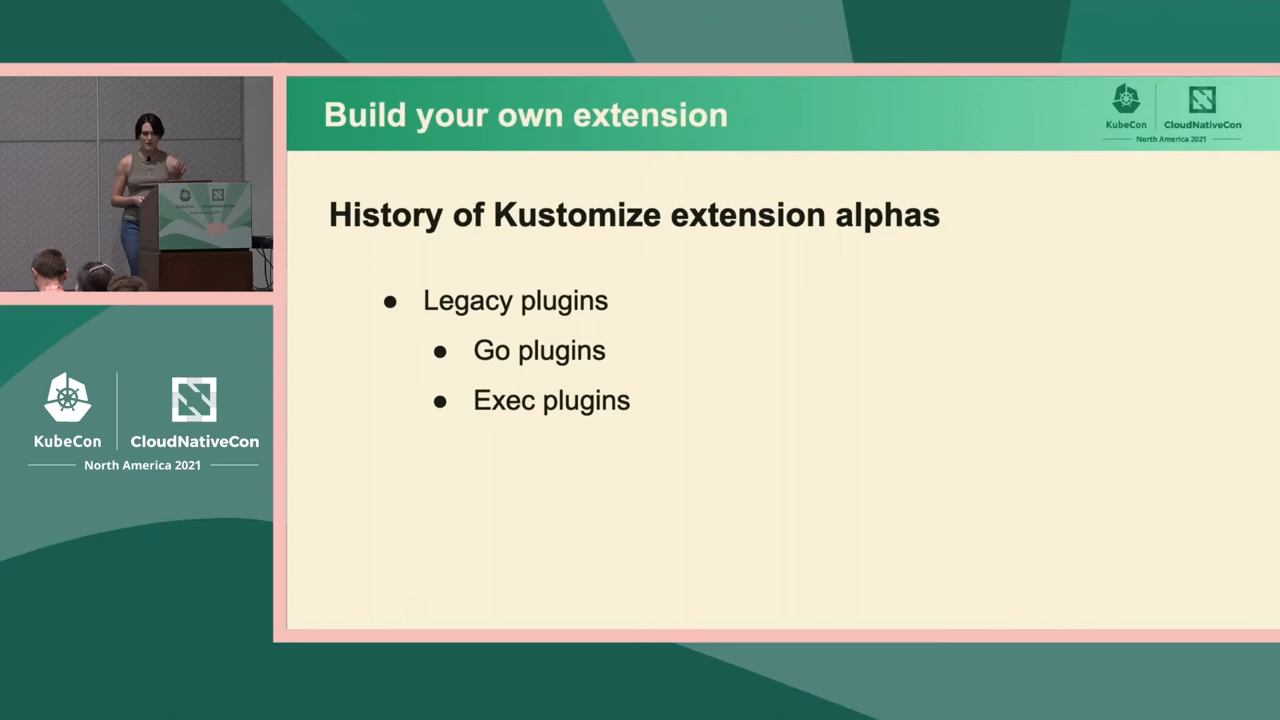 Build your own extension
KubeCon
CloudNativeCon
North America 2021
History of Kustomize extension alphas
● Legacy plugins
● Go plugins
● Exec plugins
KubeCon
CloudNativeCon
North America 2021